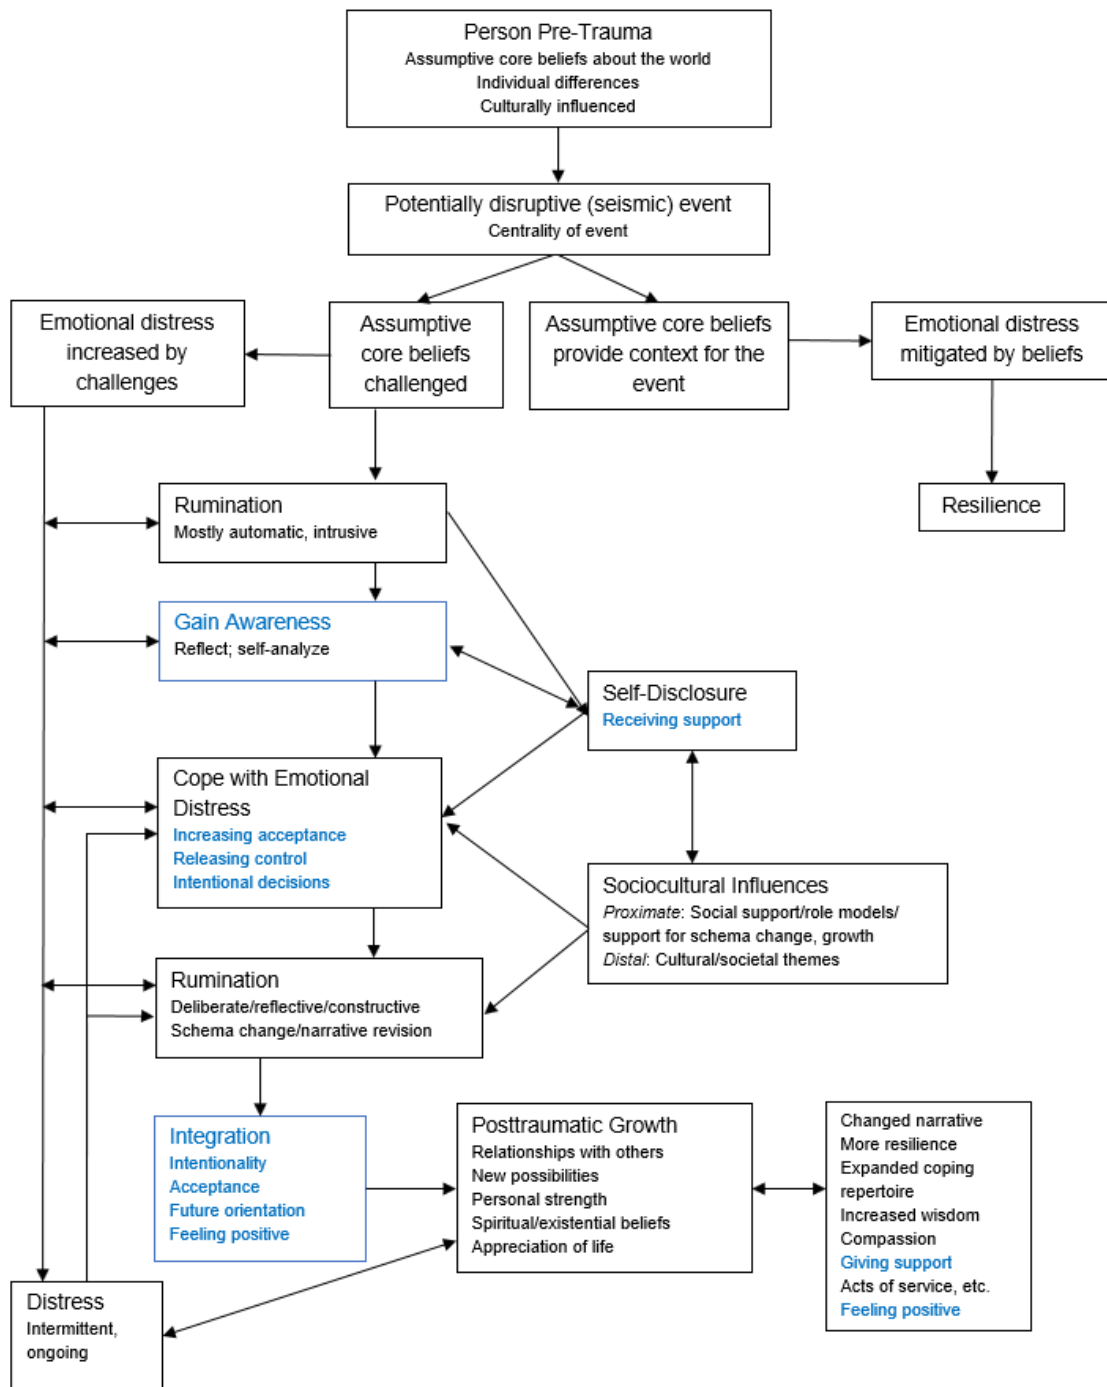 Person Pre-Trauma
Assumptive core beliefs about the world
Individual differences
Culturally influenced
Potentially disruptive (seismic) event
Centrality of event
Emotional distress
increased by
challenges
Assumptive
core beliefs
challenged
Assumptive core beliefs
provide context for the
event
Emotional distress
mitigated by beliefs
Resilience
Rumination
Mostly automatic, intrusive
Gain Awareness
Reflect; self-analyze
Self-Disclosure
Receiving support
Cope with Emotional
Distress
Increasing acceptance
Releasing control
Intentional decisions
Sociocultural Influences
Proximate: Social support/role models/
support for schema change, growth
Distal: Cultural/societal themes
Rumination
Deliberate/reflective/constructive
Schema change/narrative revision
Integration
Intentionality
Acceptance
Future orientation
Feeling positive
Posttraumatic Growth
Relationships with others
New possibilities
Personal strength
Spiritual/existential beliefs
Appreciation of life
Changed narrative
More resilience
Expanded coping
repertoire
Increased wisdom
Compassion
Giving support
Acts of service, etc.
Feeling positive
Distress
Intermittent,
ongoing